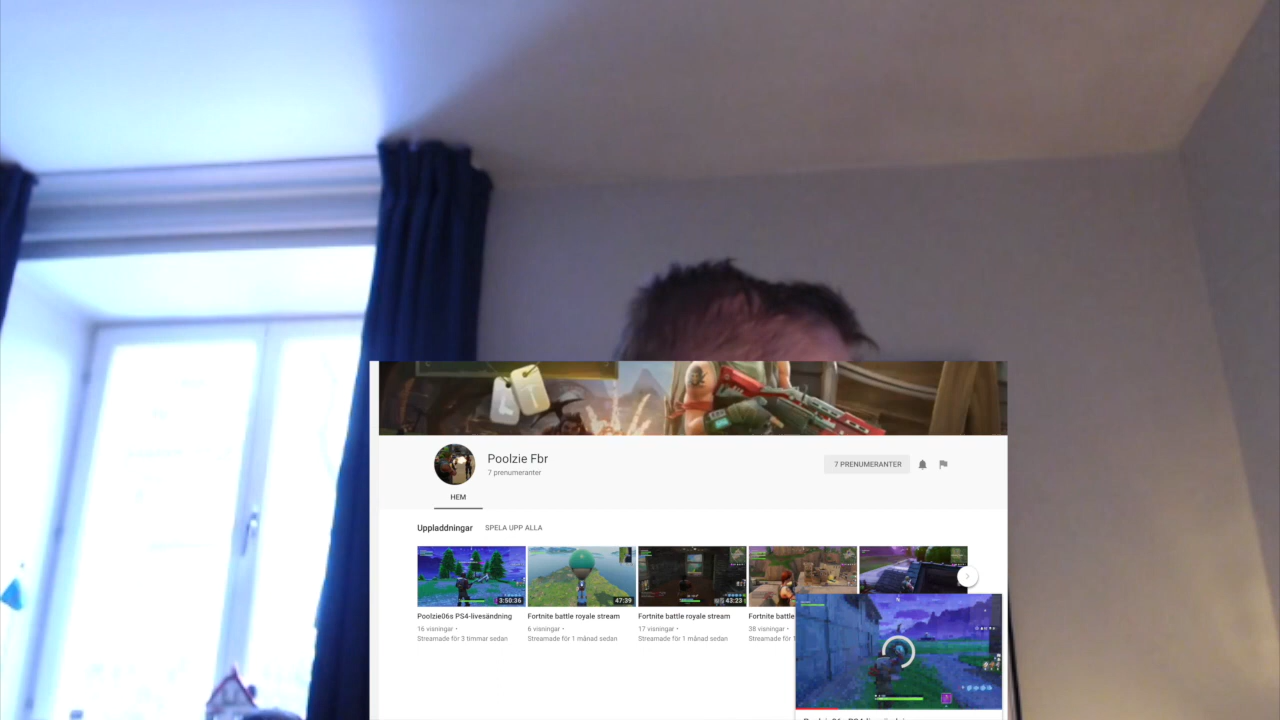 Poolzie Fbr
7 prenumeranter
7 PRENUMERANTER
HEM
Uppladdningar SPELA UPP ALLA
3:50:36
47:39
43:23
Poolzie06s PS4-livesändning
16 visningar •
Streamade för 3 timmar sedan
Fortnite battle royale stream
6 visningar •
Streamade för 1 månad sedan
Fortnite battle royale stream
17 visningar •
Streamade för 1 månad sedan
Fortnite battle
38 visningar •
Streamade för 1